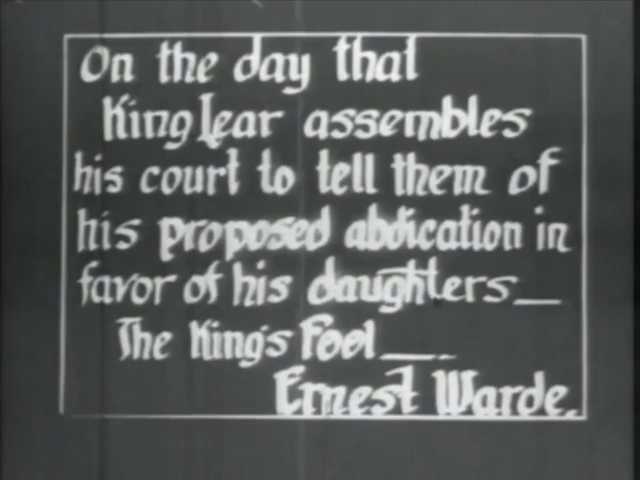 On the day that
King Lear assembles
his court to tell them of
his proposed abdication in
favor of his daughters__
The King's Fool__.
Ernest Warde.